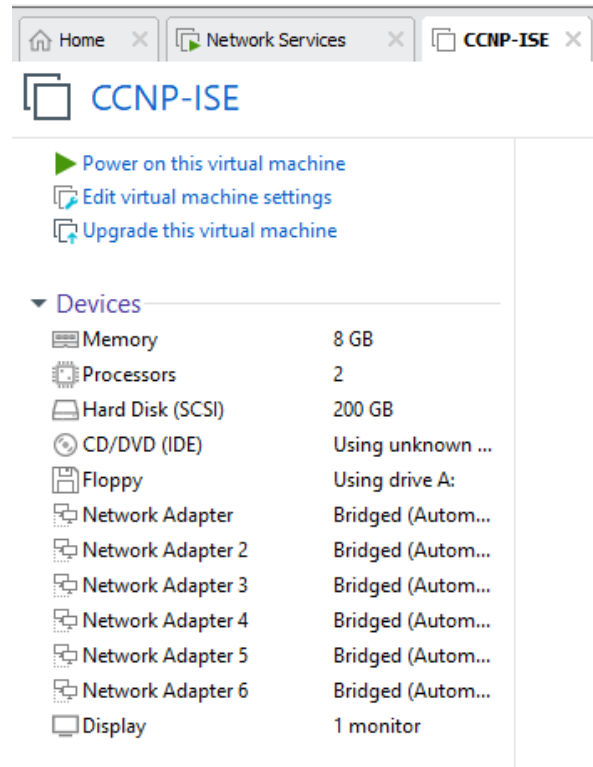 Home Network Services CCNP-ISE
CCNP-ISE
Power on this virtual machine
Edit virtual machine settings
Upgrade this virtual machine
Devices
Memory 8 GB
Processors 2
Hard Disk (SCSI) 200 GB
CD/DVD (IDE) Using unknown ...
Floppy Using drive A:
Network Adapter Bridged (Autom...
Network Adapter 2 Bridged (Autom...
Network Adapter 3 Bridged (Autom...
Network Adapter 4 Bridged (Autom...
Network Adapter 5 Bridged (Autom...
Network Adapter 6 Bridged (Autom...
Display 1 monitor